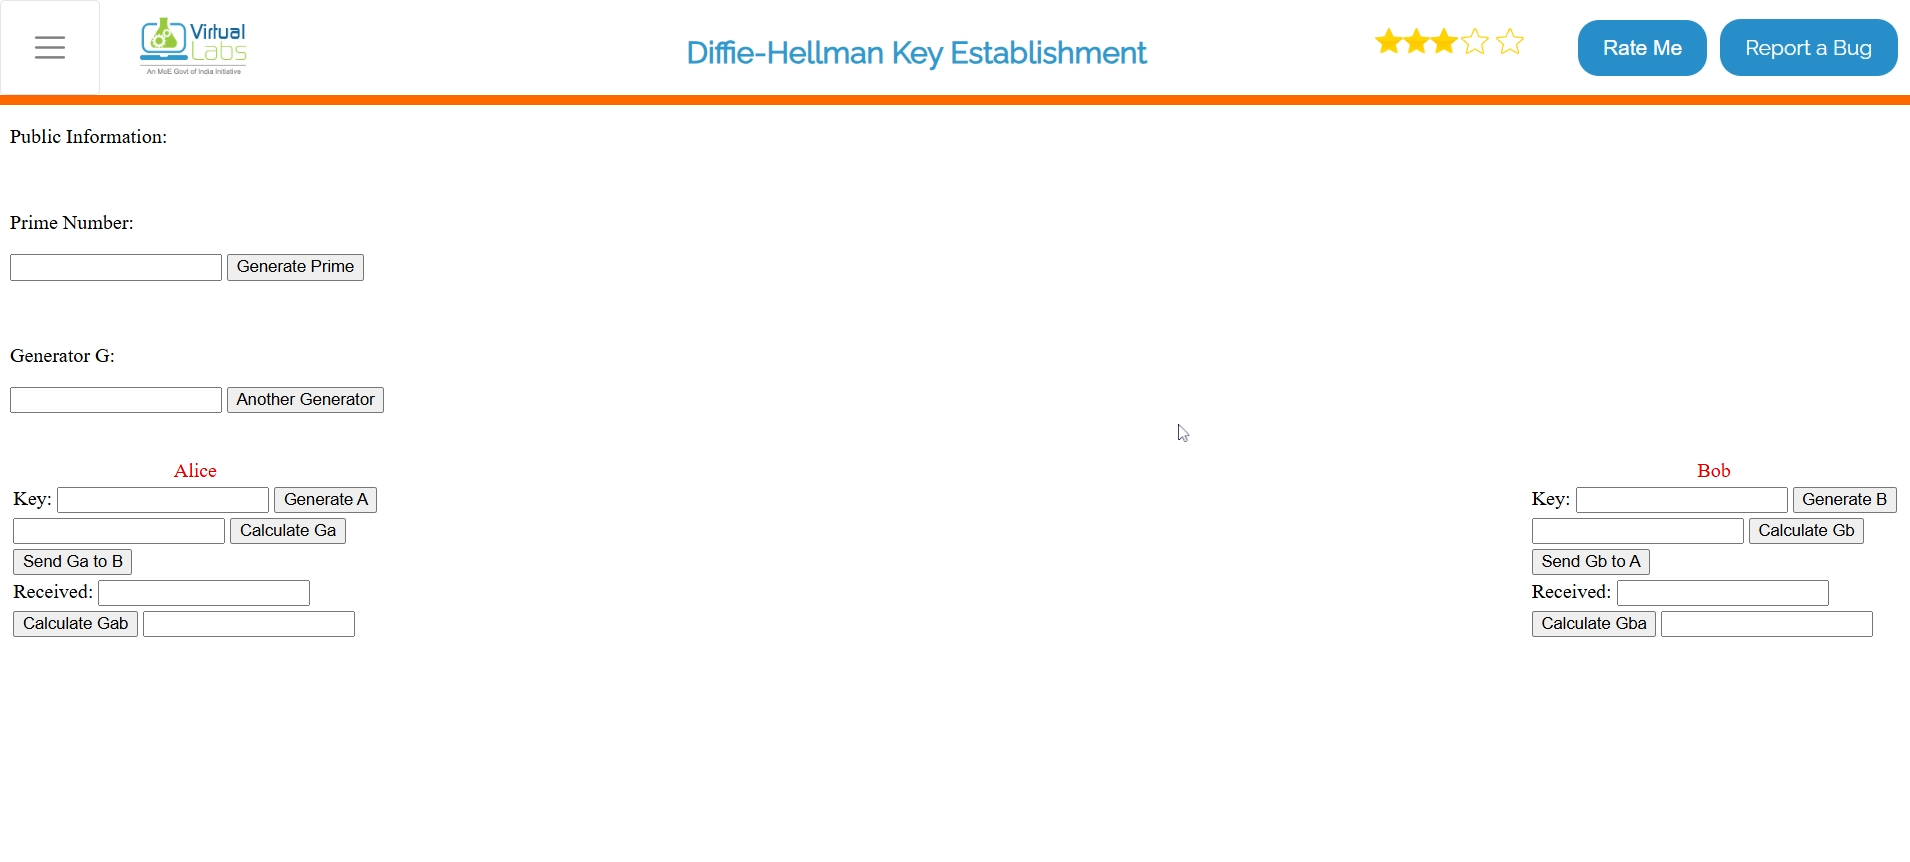 Virtual
Labs
An MoE Govt of India Initiative
Diffie-Hellman Key Establishment
Rate Me
Report a Bug
Public Information:
Prime Number:
Generate Prime
Generator G:
Another Generator
Alice
Key:
Generate A
Calculate Ga
Send Ga to B
Received:
Calculate Gab
Bob
Key:
Generate B
Calculate Gb
Send Gb to A
Received:
Calculate Gba